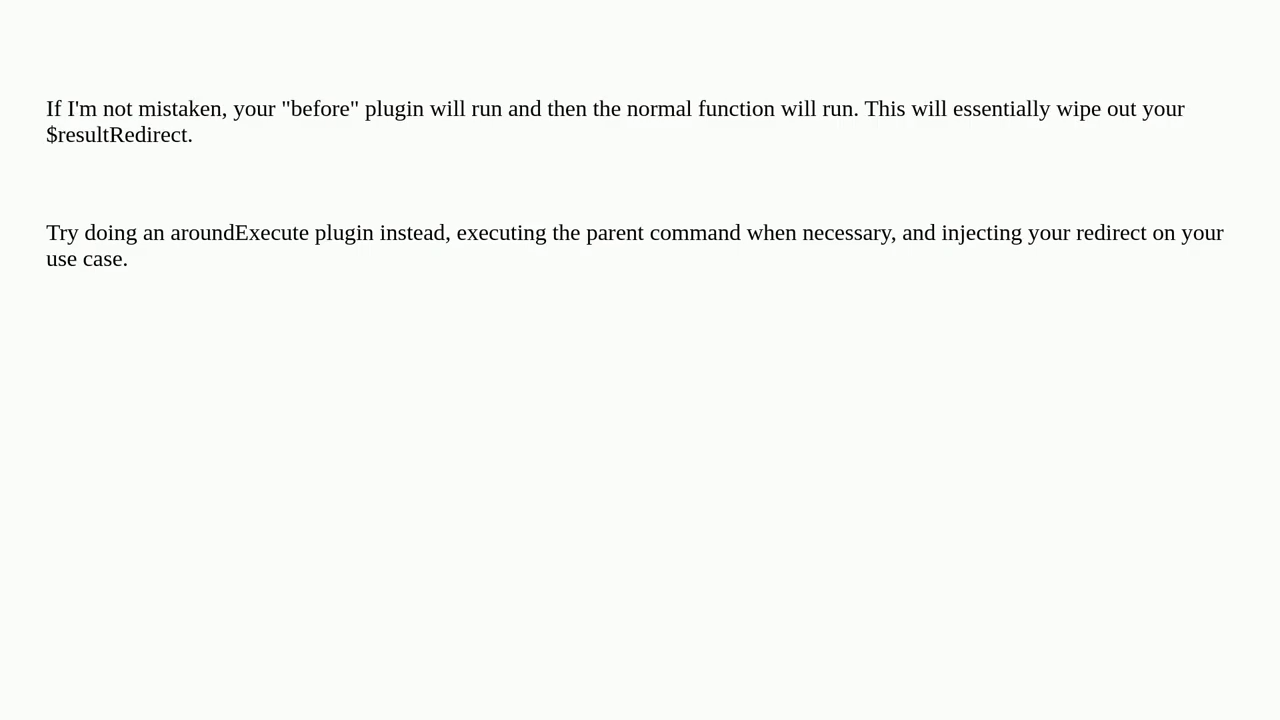 If I'm not mistaken, your "before" plugin will run and then the normal function will run. This will essentially wipe out your
$resultRedirect.
Try doing an aroundExecute plugin instead, executing the parent command when necessary, and injecting your redirect on your
use case.